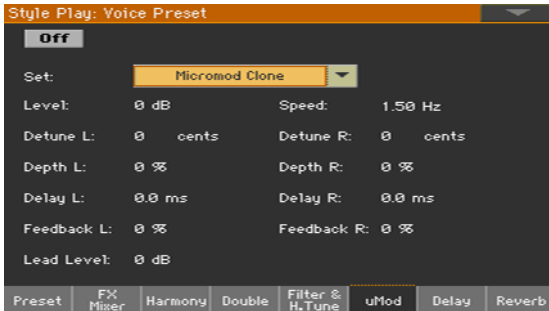 Style Play: Voice Preset
Off
Set: Micromod Clone
Level: 0 dB Speed: 1.50 Hz
Detune L: 0 cents Detune R: 0 cents
Depth L: 0 % Depth R: 0 %
Delay L: 0.0 ms Delay R: 0.0 ms
Feedback L: 0 % Feedback R: 0 %
Lead Level: 0 dB
Preset FX Mixer Harmony Double Filter & H.Tune uMod Delay Reverb